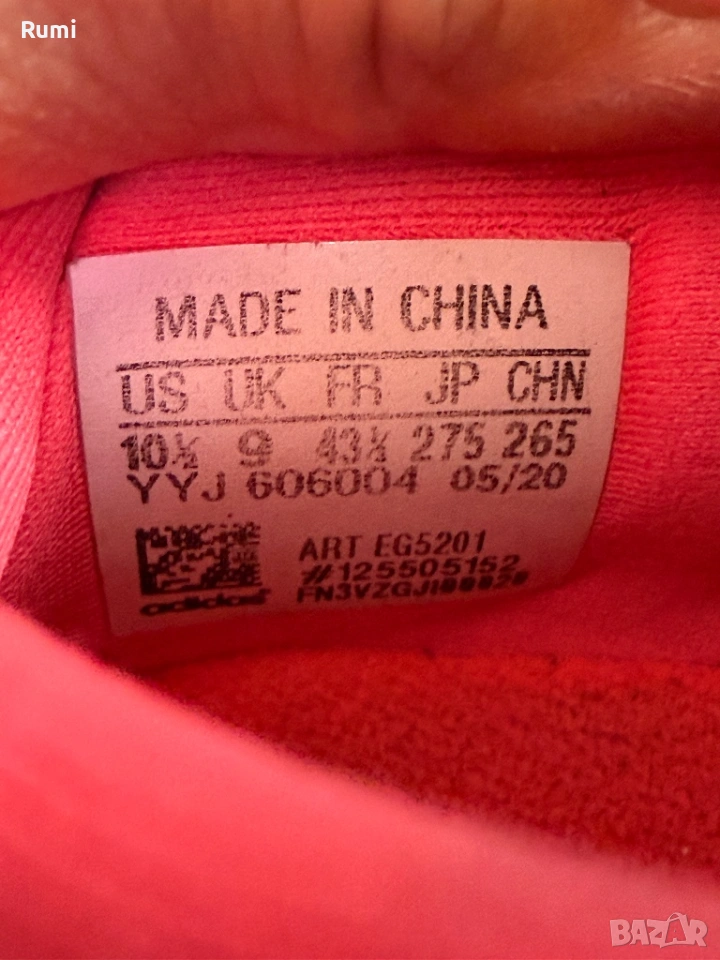 Rumi
MADE IN CHINA
US UK FR JP CHN
10½ 9 43⅓ 275 265
YYJ 606004 05/20
ART EG5201
#125505152
adidas
BAZAR